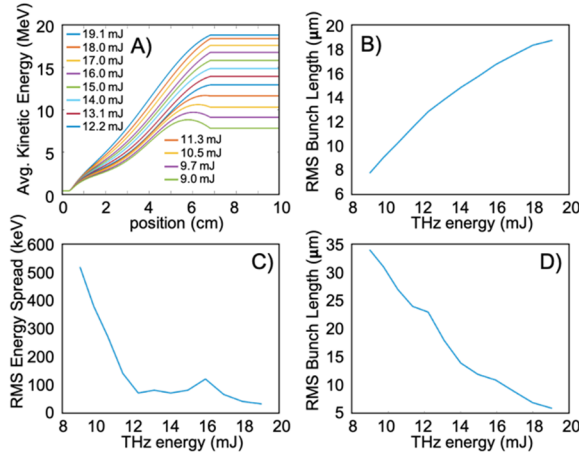 A)
Avg. Kinetic Energy (MeV)
20
15
10
5
0
19.1 mJ
18.0 mJ
17.0 mJ
16.0 mJ
15.0 mJ
14.0 mJ
13.1 mJ
12.2 mJ
11.3 mJ
10.5 mJ
9.7 mJ
9.0 mJ
0 2 4 6 8 10
position (cm)
B)
RMS Bunch Length (μm)
20
18
16
14
12
10
8
6
8 10 12 14 16 18 20
THz energy (mJ)
C)
RMS Energy Spread (keV)
600
500
400
300
200
100
0
8 10 12 14 16 18 20
THz energy (mJ)
D)
RMS Bunch Length (μm)
35
30
25
20
15
10
5
8 10 12 14 16 18 20
THz energy (mJ)